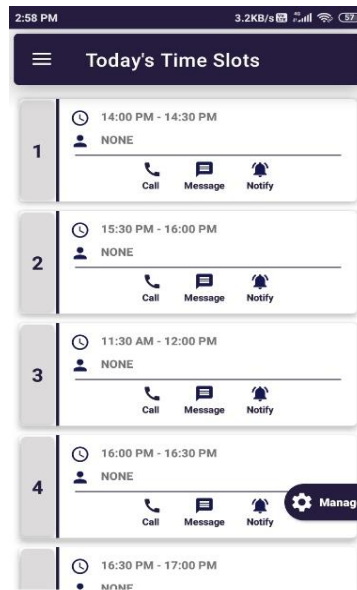 2:58 PM 3.2KB/s 4G 57
Today's Time Slots
1
14:00 PM - 14:30 PM
NONE
Call Message Notify
2
15:30 PM - 16:00 PM
NONE
Call Message Notify
3
11:30 AM - 12:00 PM
NONE
Call Message Notify
4
16:00 PM - 16:30 PM
NONE
Call Message Notify
Manag
16:30 PM - 17:00 PM
NONE